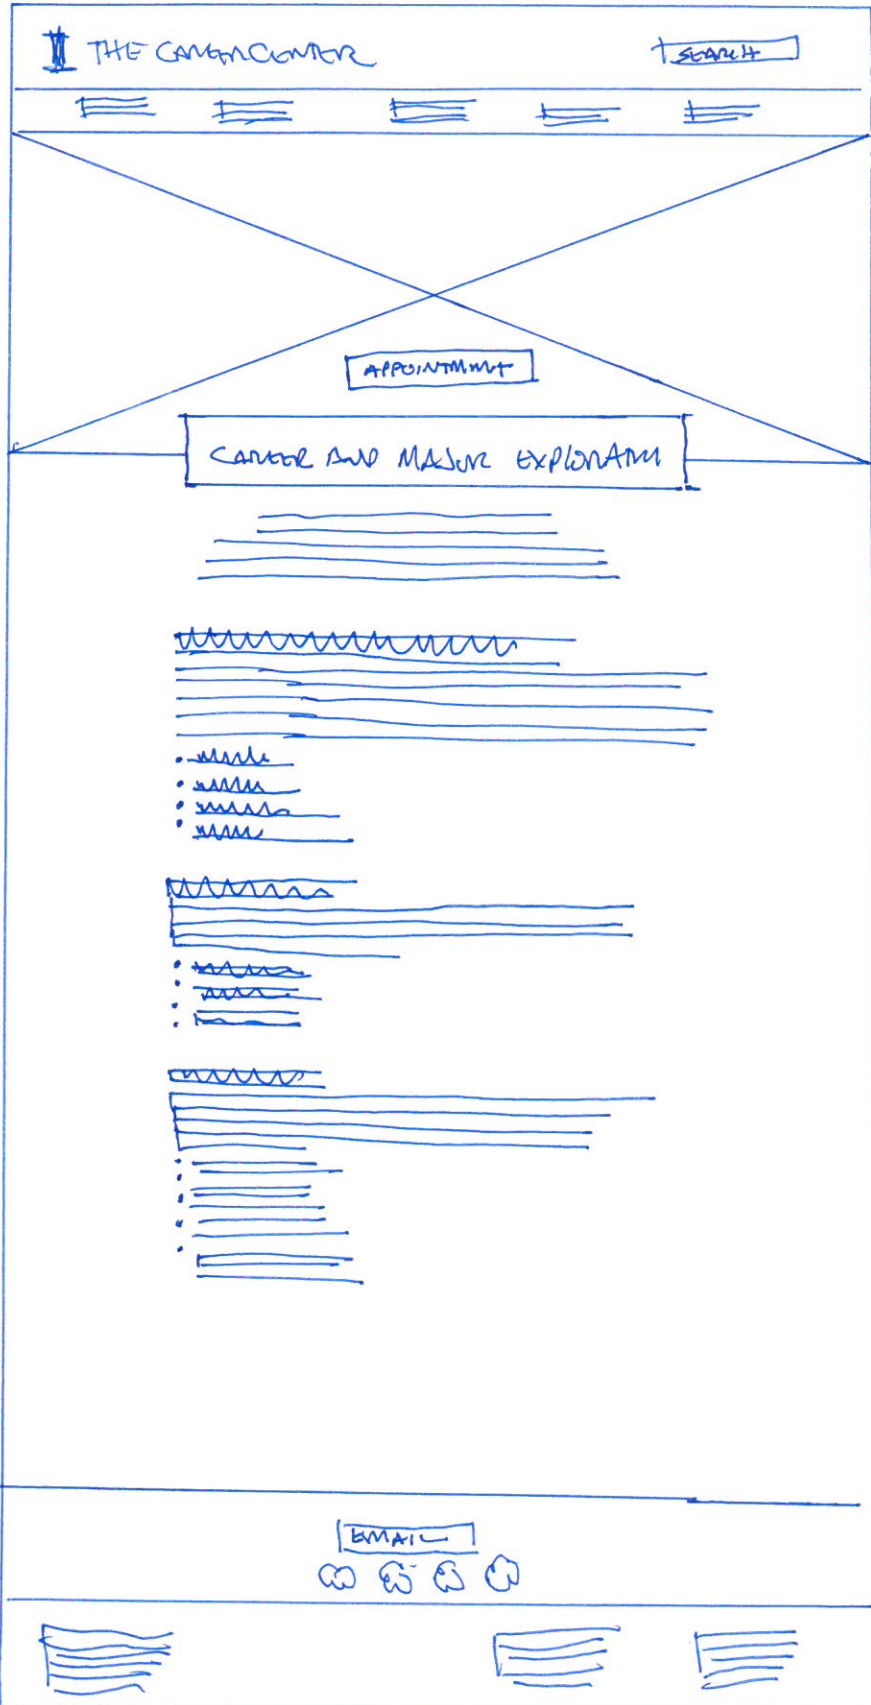 THE CAREER CENTER
SEARCH
APPOINTMENT
CAREER AND MAJOR EXPLORATION
EMAIL